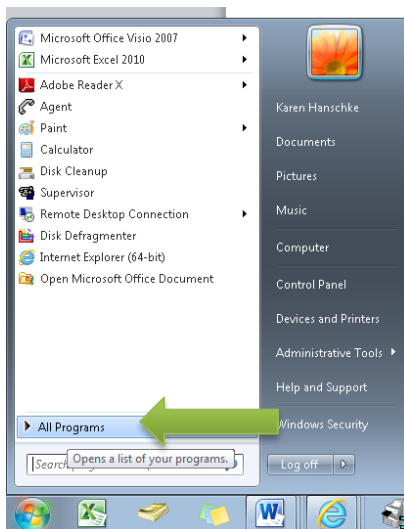 Microsoft Office Visio 2007
Microsoft Excel 2010
Adobe Reader X
Agent
Paint
Calculator
Disk Cleanup
Supervisor
Remote Desktop Connection
Disk Defragmenter
Internet Explorer (64-bit)
Open Microsoft Office Document
All Programs
Opens a list of your programs.
Search
Karen Hanschke
Documents
Pictures
Music
Computer
Control Panel
Devices and Printers
Administrative Tools
Help and Support
Windows Security
Log off